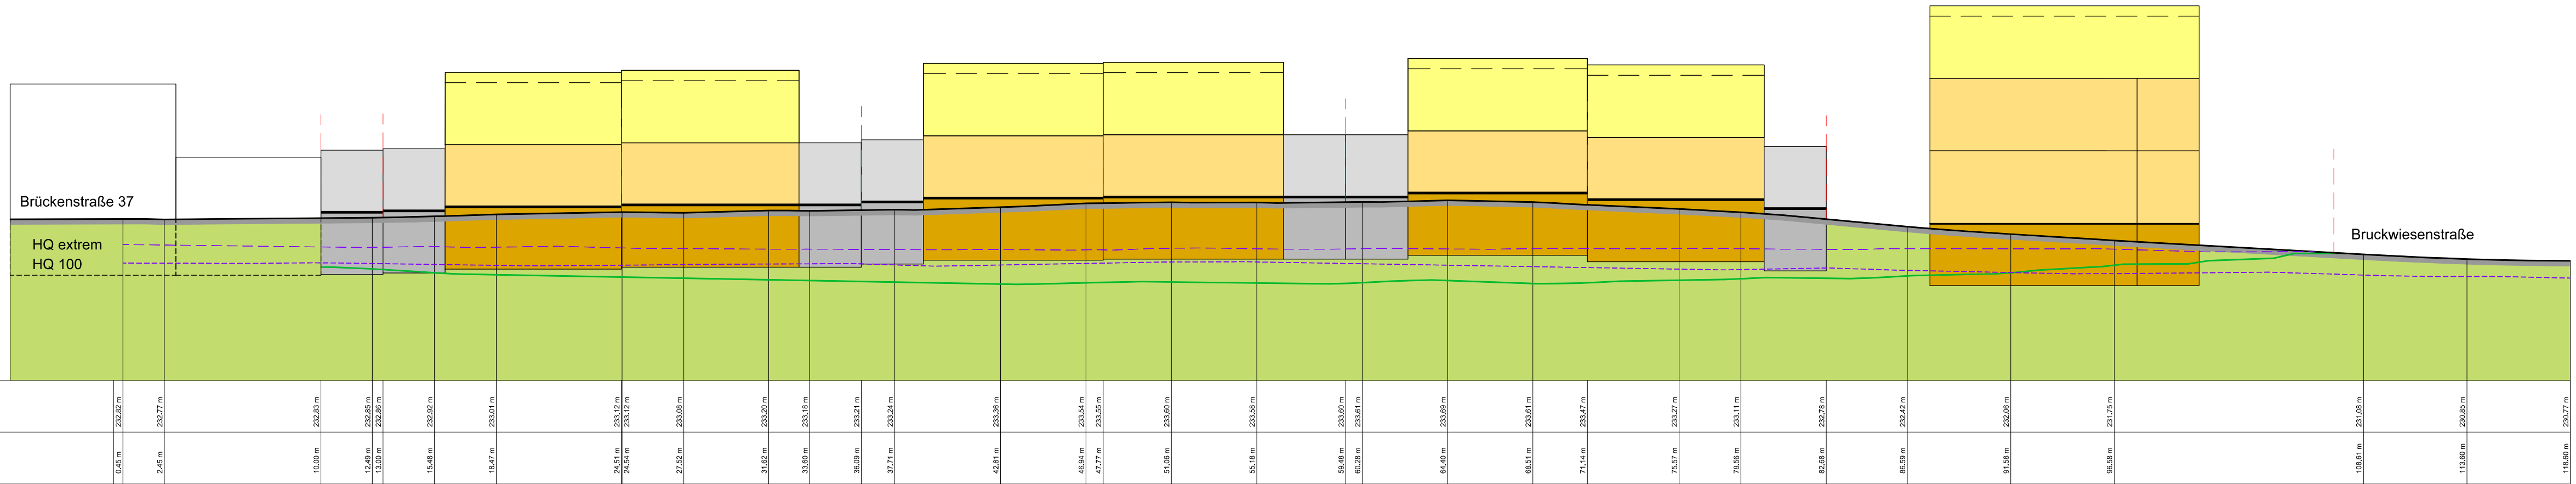 Brückenstraße 37
Bruckwiesenstraße
HQ extrem
HQ 100
232,82 m
232,77 m
232,83 m
232,85 m
232,86 m
232,92 m
233,01 m
233,12 m
233,12 m
233,08 m
233,20 m
233,18 m
233,21 m
233,24 m
233,36 m
233,54 m
233,55 m
233,60 m
233,58 m
233,60 m
233,61 m
233,69 m
233,61 m
233,47 m
233,27 m
233,11 m
232,78 m
232,42 m
232,06 m
231,75 m
231,08 m
230,85 m
230,77 m
0,45 m
2,45 m
10,00 m
12,49 m
13,00 m
15,48 m
18,47 m
24,51 m
24,54 m
27,52 m
31,62 m
33,60 m
36,09 m
37,71 m
42,81 m
46,94 m
47,77 m
51,06 m
55,18 m
59,48 m
60,28 m
64,40 m
68,51 m
71,14 m
75,57 m
78,56 m
82,68 m
86,59 m
91,58 m
96,58 m
108,61 m
113,60 m
118,60 m